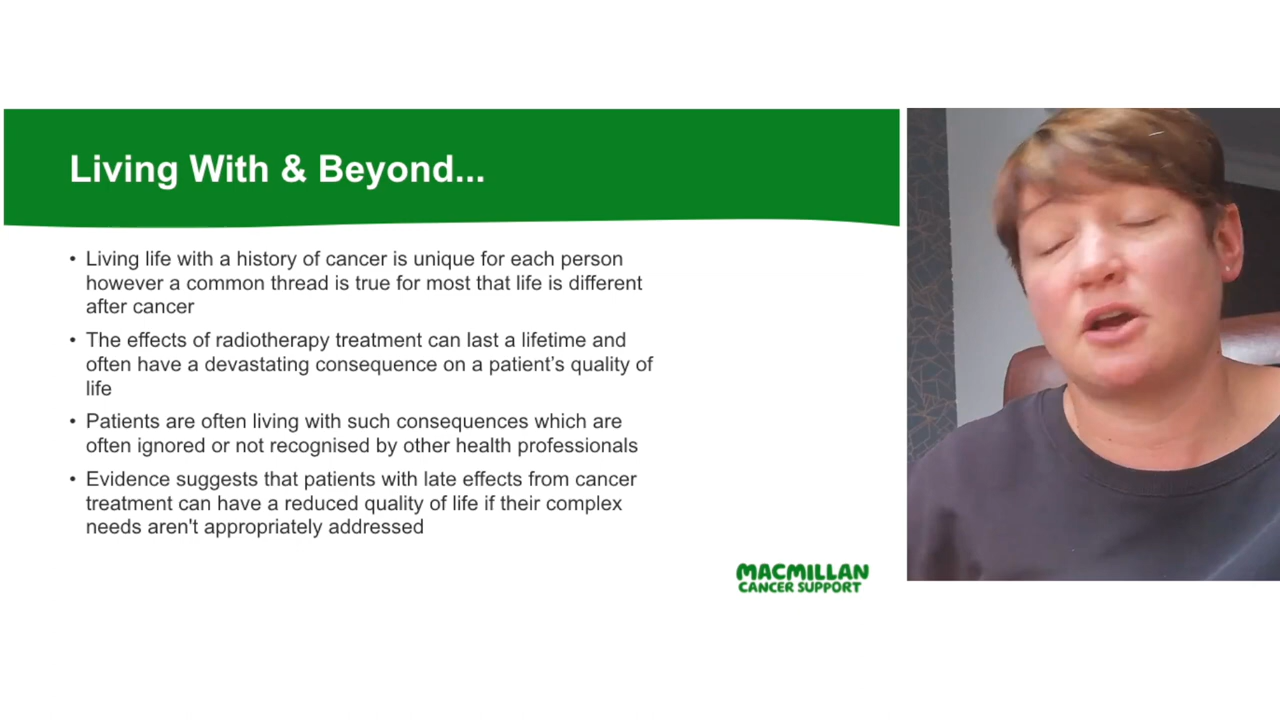 Living With & Beyond...
• Living life with a history of cancer is unique for each person
however a common thread is true for most that life is different
after cancer
• The effects of radiotherapy treatment can last a lifetime and
often have a devastating consequence on a patient’s quality of
life
• Patients are often living with such consequences which are
often ignored or not recognised by other health professionals
• Evidence suggests that patients with late effects from cancer
treatment can have a reduced quality of life if their complex
needs aren't appropriately addressed
MACMILLAN
CANCER SUPPORT